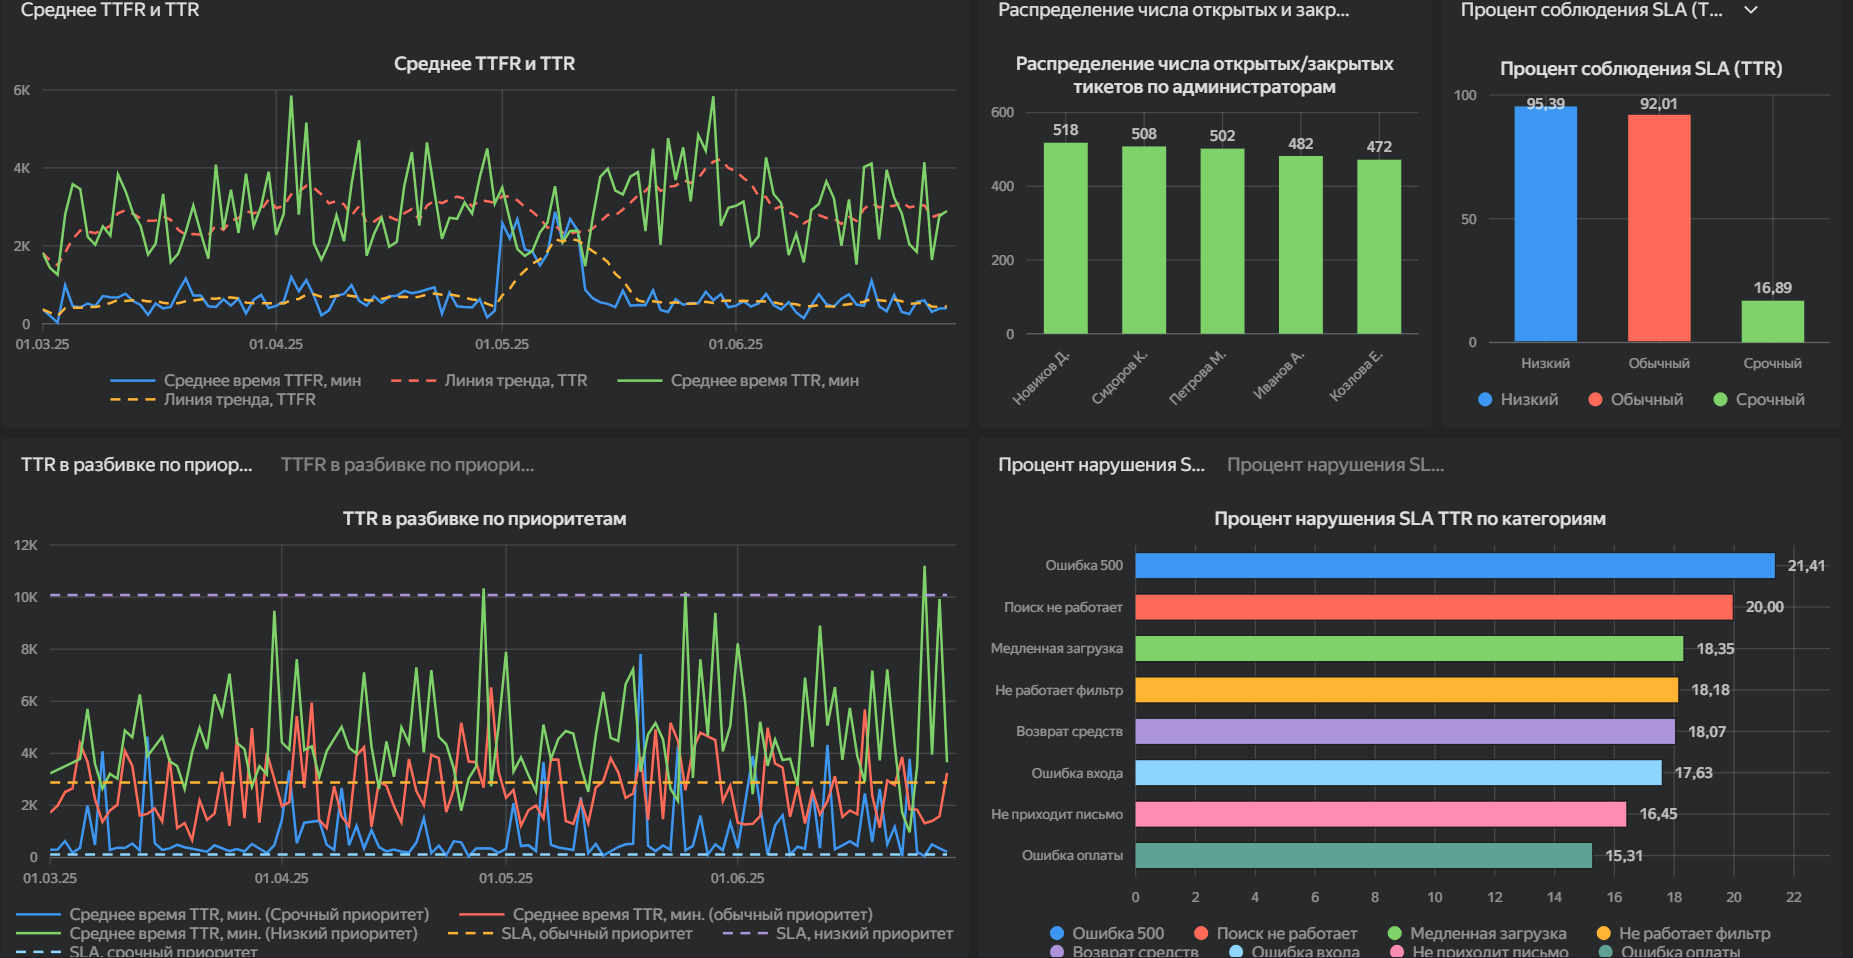 Среднее TTFR и TTR
Среднее TTFR и TTR
6K
4K
2K
0
01.03.25
01.04.25
01.05.25
01.06.25
Среднее время TTFR, мин
Линия тренда, TTR
Среднее время TTR, мин
Линия тренда, TTFR
Распределение числа открытых и закр...
Распределение числа открытых/закрытых
тикетов по администраторам
600
400
200
0
518
508
502
482
472
Новиков Д.
Сидоров К.
Петрова М.
Иванов А.
Козлова Е.
Процент соблюдения SLA (T...
Процент соблюдения SLA (TTR)
100
50
0
95,39
92,01
16,89
Низкий
Обычный
Срочный
Низкий
Обычный
Срочный
TTR в разбивке по приор...
TTFR в разбивке по приори...
TTR в разбивке по приоритетам
12K
10K
8K
6K
4K
2K
0
01.03.25
01.04.25
01.05.25
01.06.25
Среднее время TTR, мин. (Срочный приоритет)
Среднее время TTR, мин. (обычный приоритет)
Среднее время TTR, мин. (Низкий приоритет)
SLA, обычный приоритет
SLA, низкий приоритет
SLA, срочный приоритет
Процент нарушения S...
Процент нарушения SL...
Процент нарушения SLA TTR по категориям
Ошибка 500
21,41
Поиск не работает
20,00
Медленная загрузка
18,35
Не работает фильтр
18,18
Возврат средств
18,07
Ошибка входа
17,63
Не приходит письмо
16,45
Ошибка оплаты
15,31
0
2
4
6
8
10
12
14
16
18
20
22
Ошибка 500
Поиск не работает
Медленная загрузка
Не работает фильтр
Возврат средств
Ошибка входа
Не приходит письмо
Ошибка оплаты